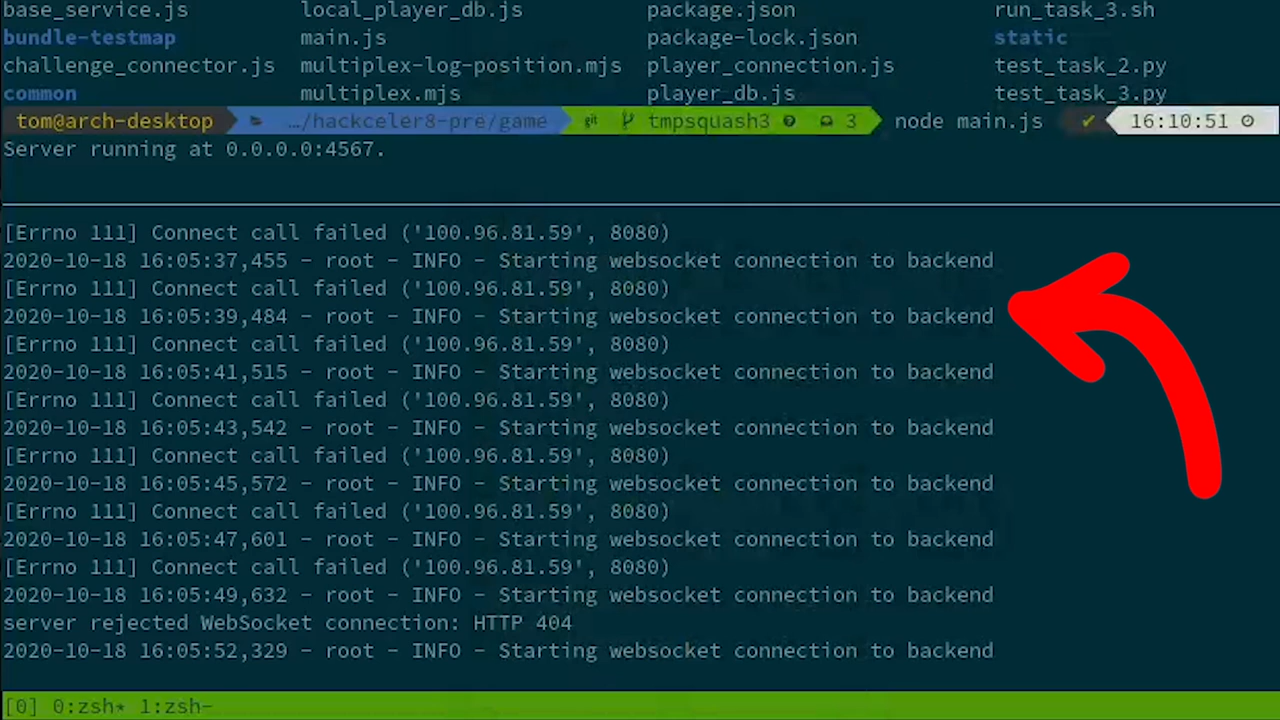 base_service.js local_player_db.js package.json run_task_3.sh
bundle-testmap main.js package-lock.json static
challenge_connector.js multiplex-log-position.mjs player_connection.js test_task_2.py
common multiplex.mjs player_db.js test_task_3.py
tom@arch-desktop …/hackceler8-pre/game git tmpsquash3 ? 3 node main.js ✔ 16:10:51
Server running at 0.0.0.0:4567.
[Errno 111] Connect call failed ('100.96.81.59', 8080)
2020-10-18 16:05:37,455 - root - INFO - Starting websocket connection to backend
[Errno 111] Connect call failed ('100.96.81.59', 8080)
2020-10-18 16:05:39,484 - root - INFO - Starting websocket connection to backend
[Errno 111] Connect call failed ('100.96.81.59', 8080)
2020-10-18 16:05:41,515 - root - INFO - Starting websocket connection to backend
[Errno 111] Connect call failed ('100.96.81.59', 8080)
2020-10-18 16:05:43,542 - root - INFO - Starting websocket connection to backend
[Errno 111] Connect call failed ('100.96.81.59', 8080)
2020-10-18 16:05:45,572 - root - INFO - Starting websocket connection to backend
[Errno 111] Connect call failed ('100.96.81.59', 8080)
2020-10-18 16:05:47,601 - root - INFO - Starting websocket connection to backend
[Errno 111] Connect call failed ('100.96.81.59', 8080)
2020-10-18 16:05:49,632 - root - INFO - Starting websocket connection to backend
server rejected WebSocket connection: HTTP 404
2020-10-18 16:05:52,329 - root - INFO - Starting websocket connection to backend
[0] 0:zsh* 1:zsh-